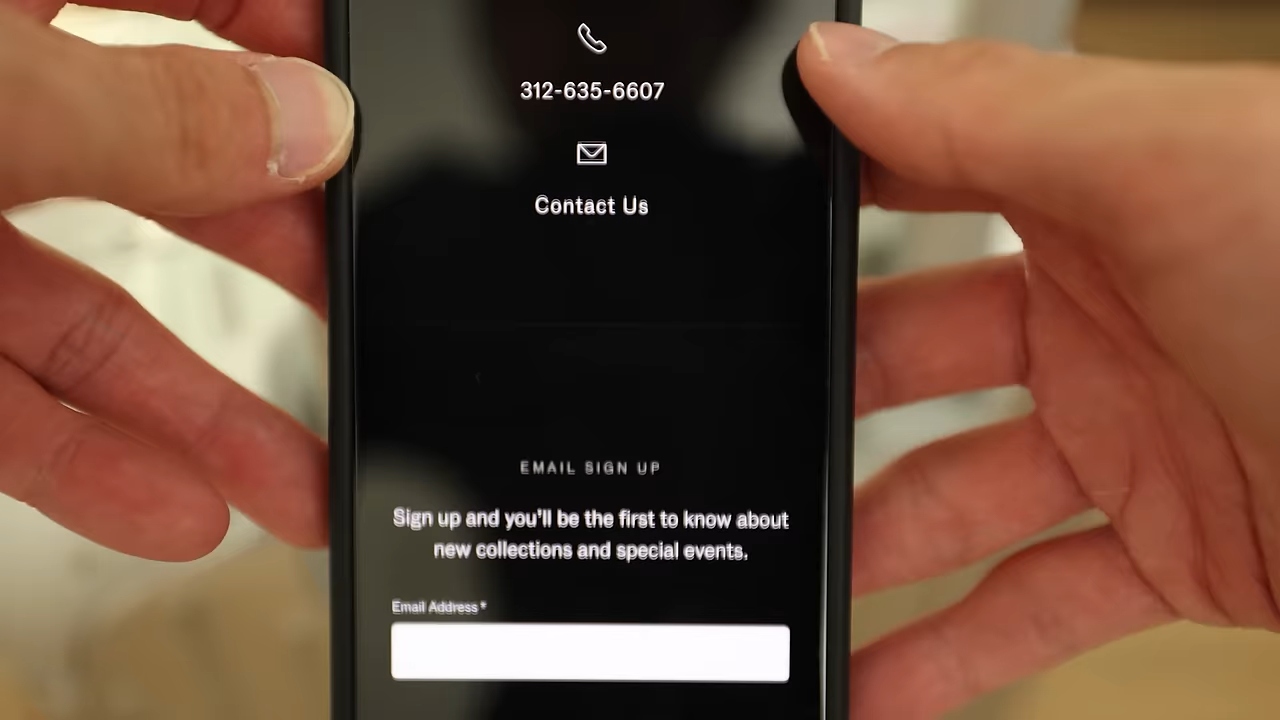 312-635-6607
Contact Us
EMAIL SIGN UP
Sign up and you'll be the first to know about
new collections and special events.
Email Address*